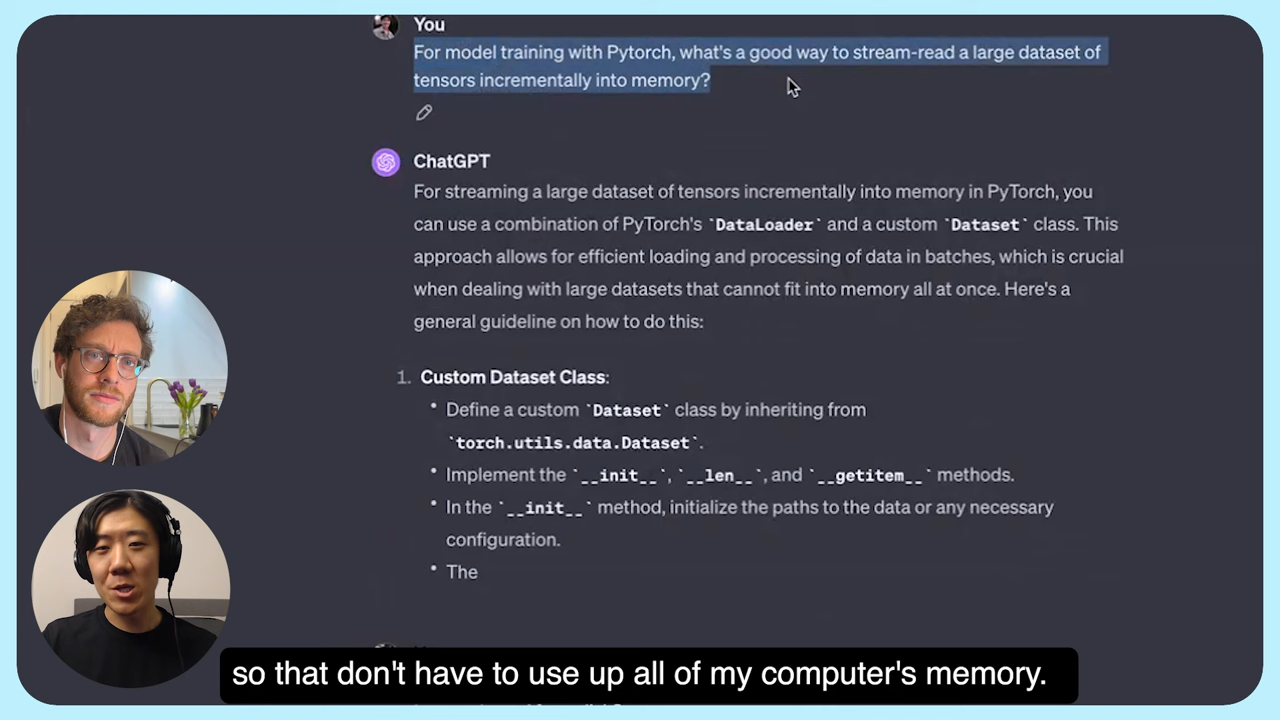 You
For model training with Pytorch, what's a good way to stream-read a large dataset of
tensors incrementally into memory?
ChatGPT
For streaming a large dataset of tensors incrementally into memory in PyTorch, you
can use a combination of PyTorch's `DataLoader` and a custom `Dataset` class. This
approach allows for efficient loading and processing of data in batches, which is crucial
when dealing with large datasets that cannot fit into memory all at once. Here's a
general guideline on how to do this:
1. Custom Dataset Class:
• Define a custom `Dataset` class by inheriting from
`torch.utils.data.Dataset`.
• Implement the `__init__`, `__len__`, and `__getitem__` methods.
• In the `__init__` method, initialize the paths to the data or any necessary
configuration.
• The
so that don't have to use up all of my computer's memory.